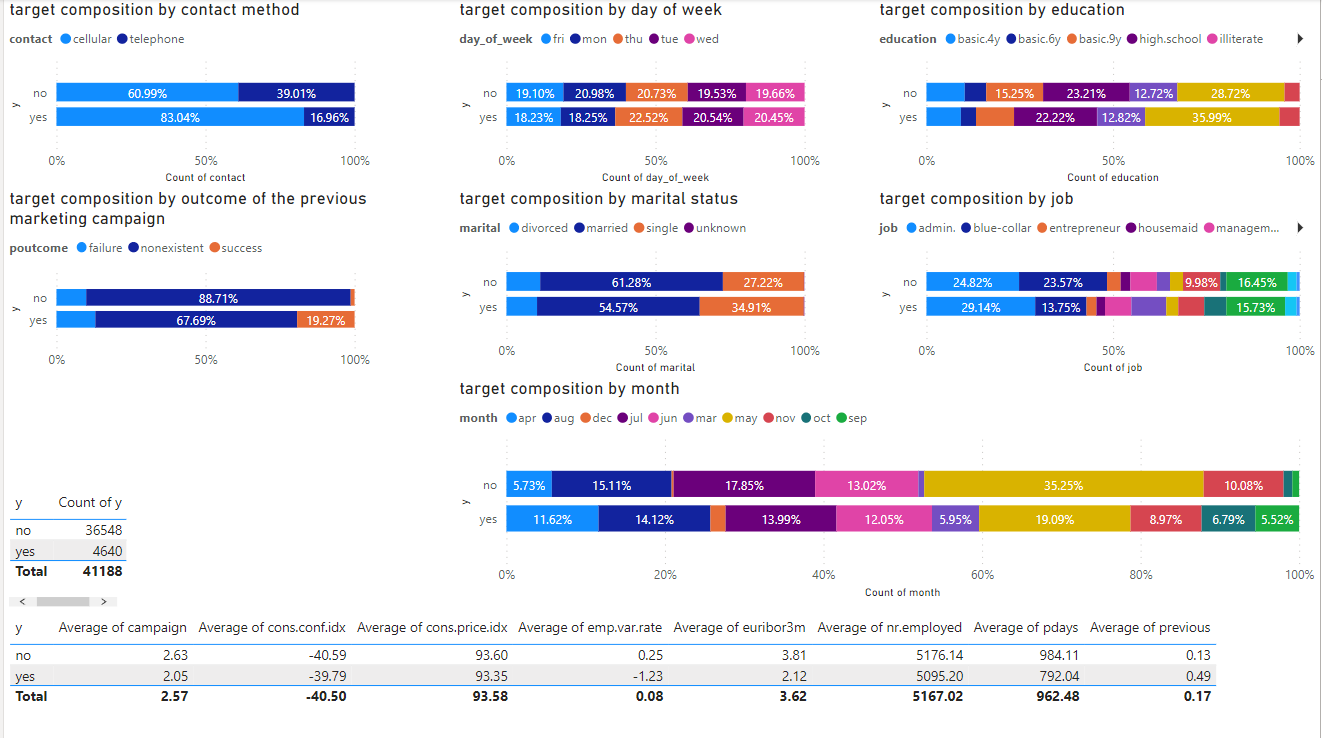 target composition by contact method
contact cellular telephone
y
no 60.99% 39.01%
yes 83.04% 16.96%
0% 50% 100%
Count of contact
target composition by day of week
day_of_week fri mon thu tue wed
y
no 19.10% 20.98% 20.73% 19.53% 19.66%
yes 18.23% 18.25% 22.52% 20.54% 20.45%
0% 50% 100%
Count of day_of_week
target composition by education
education basic.4y basic.6y basic.9y high.school illiterate
y
no 15.25% 23.21% 12.72% 28.72%
yes 22.22% 12.82% 35.99%
0% 50% 100%
Count of education
target composition by outcome of the previous
marketing campaign
poutcome failure nonexistent success
y
no 88.71%
yes 67.69% 19.27%
0% 50% 100%
target composition by marital status
marital divorced married single unknown
y
no 61.28% 27.22%
yes 54.57% 34.91%
0% 50% 100%
Count of marital
target composition by job
job admin. blue-collar entrepreneur housemaid managem...
y
no 24.82% 23.57% 9.98% 16.45%
yes 29.14% 13.75% 15.73%
0% 50% 100%
Count of job
target composition by month
month apr aug dec jul jun mar may nov oct sep
y
no 5.73% 15.11% 17.85% 13.02% 35.25% 10.08%
yes 11.62% 14.12% 13.99% 12.05% 5.95% 19.09% 8.97% 6.79% 5.52%
0% 20% 40% 60% 80% 100%
Count of month
y Count of y
no 36548
yes 4640
Total 41188
y Average of campaign Average of cons.conf.idx Average of cons.price.idx Average of emp.var.rate Average of euribor3m Average of nr.employed Average of pdays Average of previous
no 2.63 -40.59 93.60 0.25 3.81 5176.14 984.11 0.13
yes 2.05 -39.79 93.35 -1.23 2.12 5095.20 792.04 0.49
Total 2.57 -40.50 93.58 0.08 3.62 5167.02 962.48 0.17